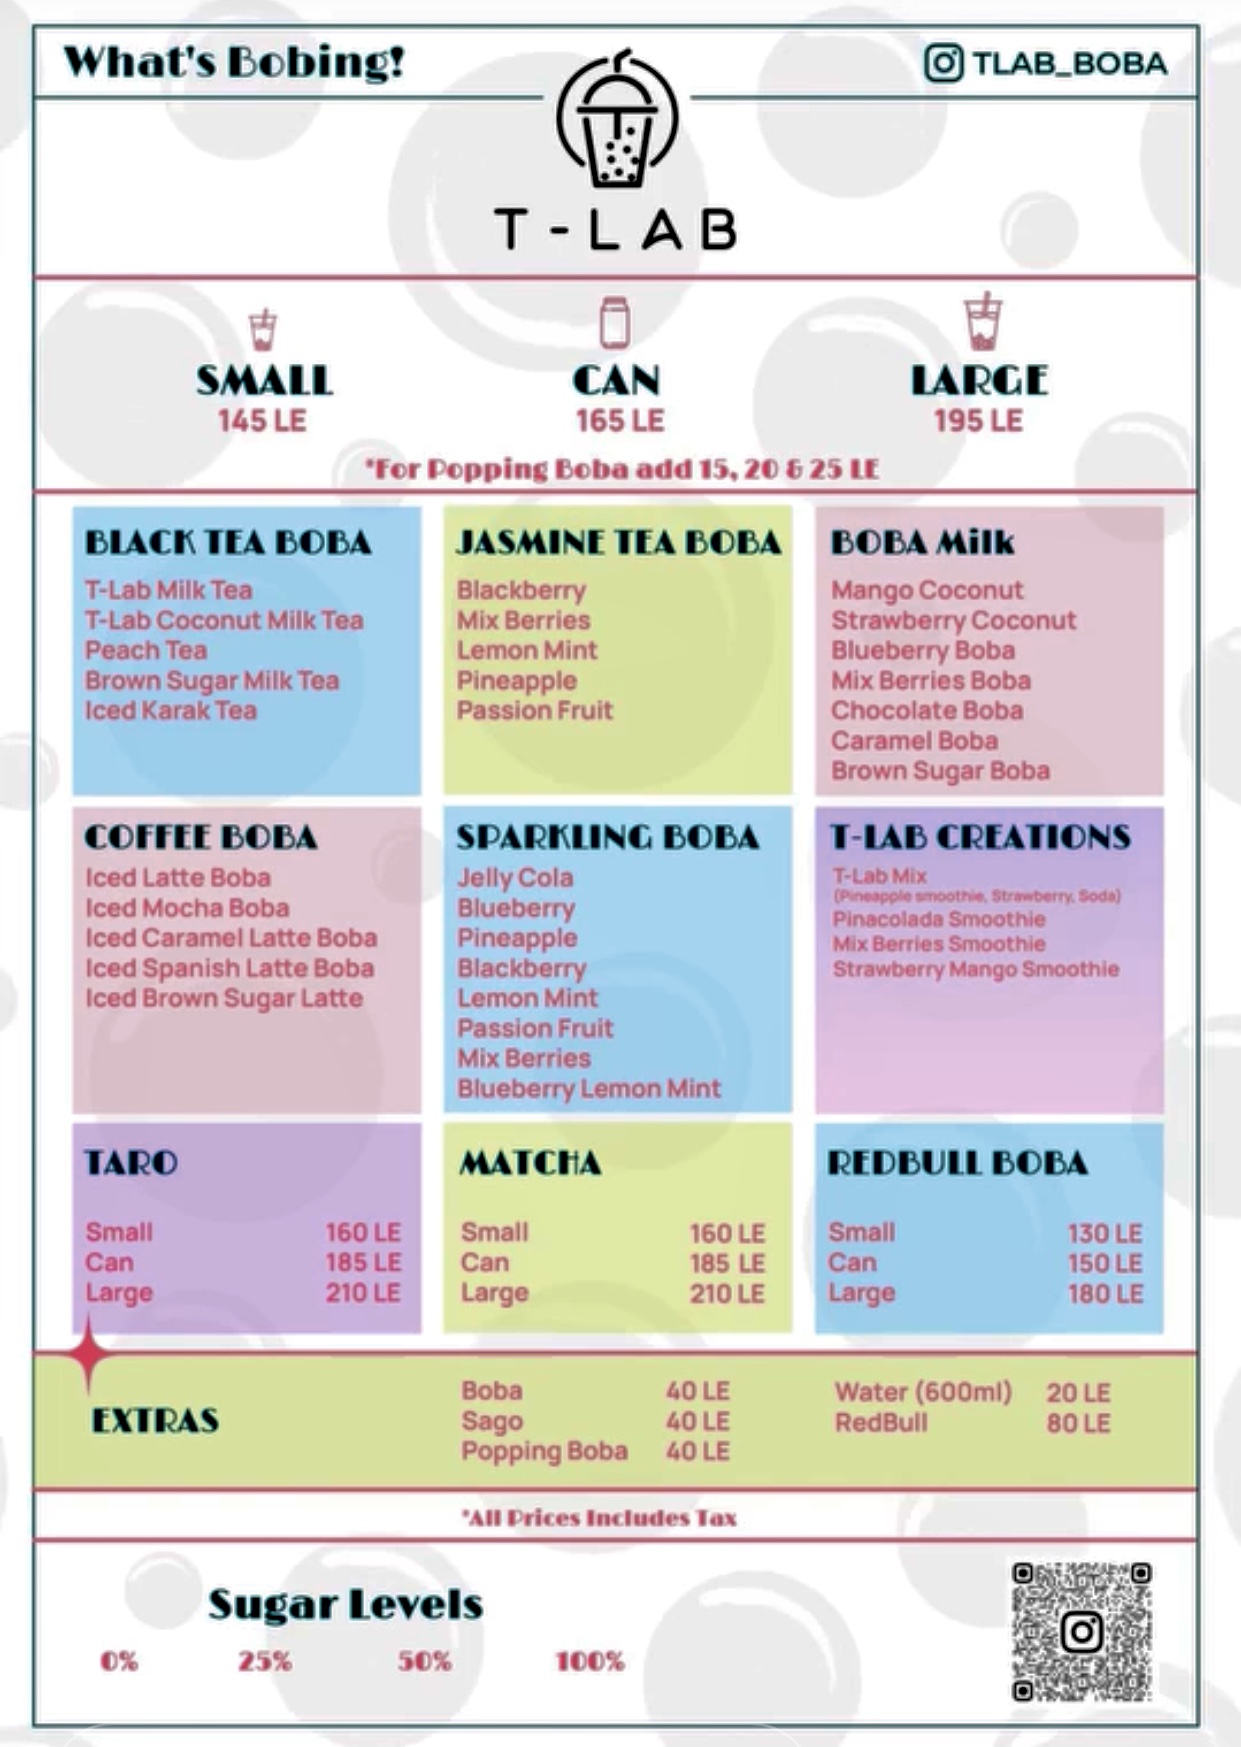 What's Bobing!
TLAB_BOBA
T-LAB
SMALL
145 LE
CAN
165 LE
LARGE
195 LE
*For Popping Boba add 15, 20 & 25 LE
BLACK TEA BOBA
T-Lab Milk Tea
T-Lab Coconut Milk Tea
Peach Tea
Brown Sugar Milk Tea
Iced Karak Tea
JASMINE TEA BOBA
Blackberry
Mix Berries
Lemon Mint
Pineapple
Passion Fruit
BOBA Milk
Mango Coconut
Strawberry Coconut
Blueberry Boba
Mix Berries Boba
Chocolate Boba
Caramel Boba
Brown Sugar Boba
COFFEE BOBA
Iced Latte Boba
Iced Mocha Boba
Iced Caramel Latte Boba
Iced Spanish Latte Boba
Iced Brown Sugar Latte
SPARKLING BOBA
Jelly Cola
Blueberry
Pineapple
Blackberry
Lemon Mint
Passion Fruit
Mix Berries
Blueberry Lemon Mint
T-LAB CREATIONS
T-Lab Mix
(Pineapple smoothie, Strawberry, Soda)
Pinacolada Smoothie
Mix Berries Smoothie
Strawberry Mango Smoothie
TARO
Small 160 LE
Can 185 LE
Large 210 LE
MATCHA
Small 160 LE
Can 185 LE
Large 210 LE
REDBULL BOBA
Small 130 LE
Can 150 LE
Large 180 LE
EXTRAS
Boba 40 LE
Sago 40 LE
Popping Boba 40 LE
Water (600ml) 20 LE
RedBull 80 LE
*All Prices Includes Tax
Sugar Levels
0% 25% 50% 100%